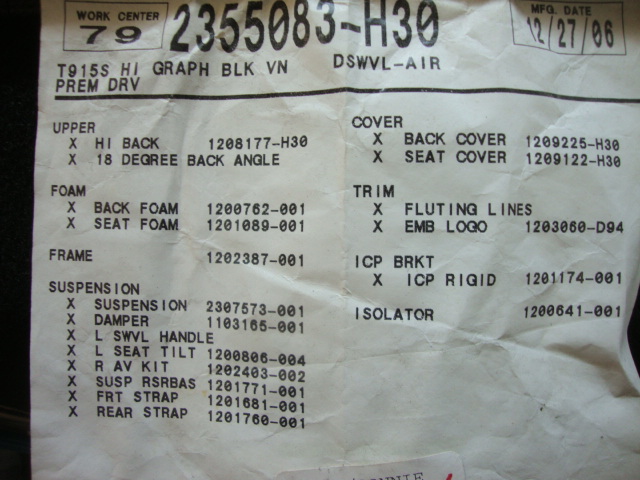 WORK CENTER
79
2355083-H30
MFG. DATE
12/27/06
T915S HI GRAPH BLK VN DSWVL-AIR
PREM DRV
UPPER
X HI BACK 1208177-H30
X 18 DEGREE BACK ANGLE
FOAM
X BACK FOAM 1200762-001
X SEAT FOAM 1201089-001
FRAME 1202387-001
SUSPENSION
X SUSPENSION 2307573-001
X DAMPER 1103165-001
X L SWVL HANDLE
X L SEAT TILT 1200806-004
X R AV KIT 1202403-002
X SUSP RSRBAS 1201771-001
X FRT STRAP 1201681-001
X REAR STRAP 1201760-001
COVER
X BACK COVER 1209225-H30
X SEAT COVER 1209122-H30
TRIM
X FLUTING LINES
X EMB LOGO 1203060-D94
ICP BRKT
X ICP RIGID 1201174-001
ISOLATOR 1200641-001